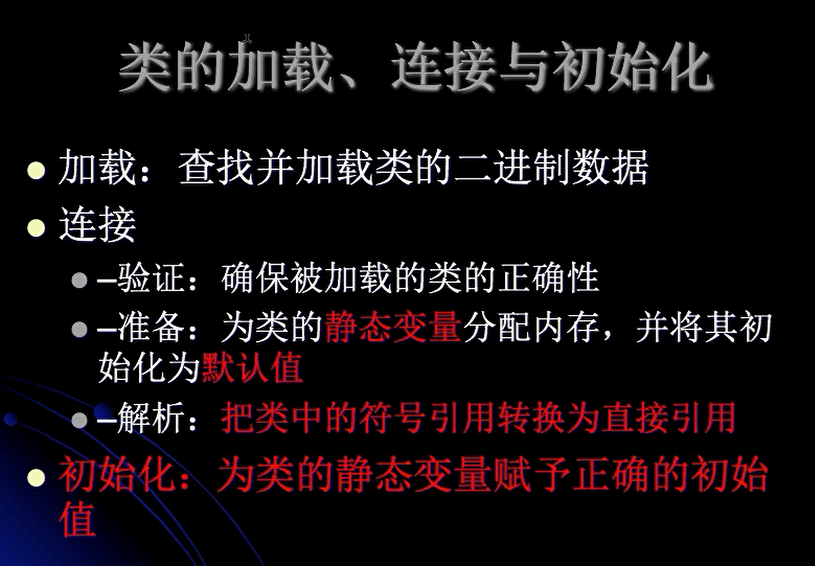 类的加载、连接与初始化
加载：查找并加载类的二进制数据
连接
–验证：确保被加载的类的正确性
–准备：为类的静态变量分配内存，并将其初
始化为默认值
–解析：把类中的符号引用转换为直接引用
初始化：为类的静态变量赋予正确的初始
值